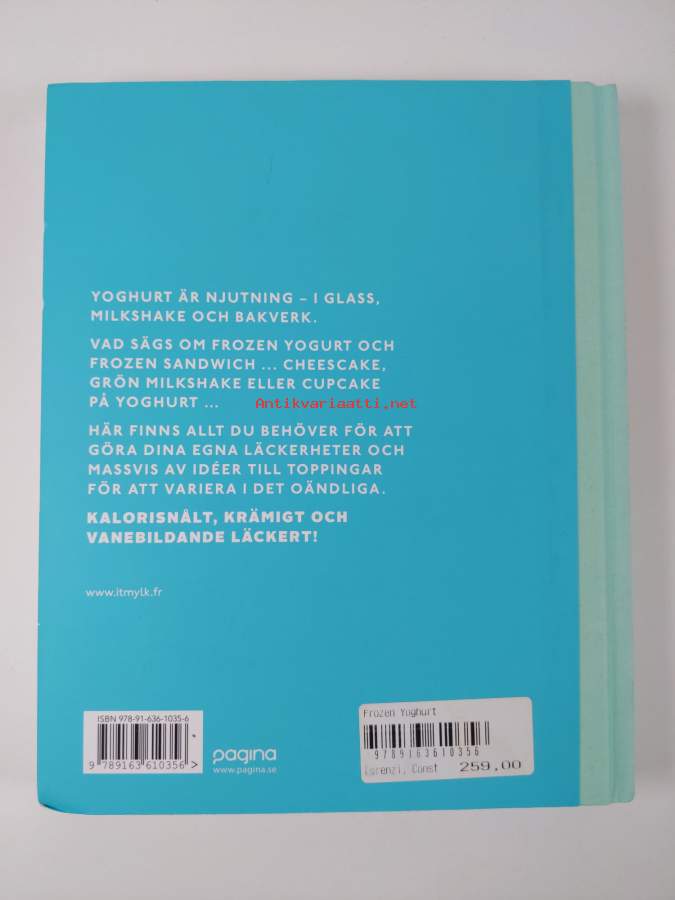 YOGHURT ÄR NJUTNING – I GLASS,
MILKSHAKE OCH BAKVERK.
VAD SÄGS OM FROZEN YOGURT OCH
FROZEN SANDWICH ... CHEESCAKE,
GRÖN MILKSHAKE ELLER CUPCAKE
PÅ YOGHURT ...
Antikvariaatti.net
HÄR FINNS ALLT DU BEHÖVER FÖR ATT
GÖRA DINA EGNA LÄCKERHETER OCH
MASSVIS AV IDÉER TILL TOPPINGAR
FÖR ATT VARIERA I DET OÄNDLIGA.
KALORISNÅLT, KRÄMIGT OCH
VANEBILDANDE LÄCKERT!
www.itmylk.fr
ISBN 978-91-636-1035-6
9 789163 610356 >
pagina
www.pagina.se
Frozen Yoghurt
9789163610356
Const 259,00